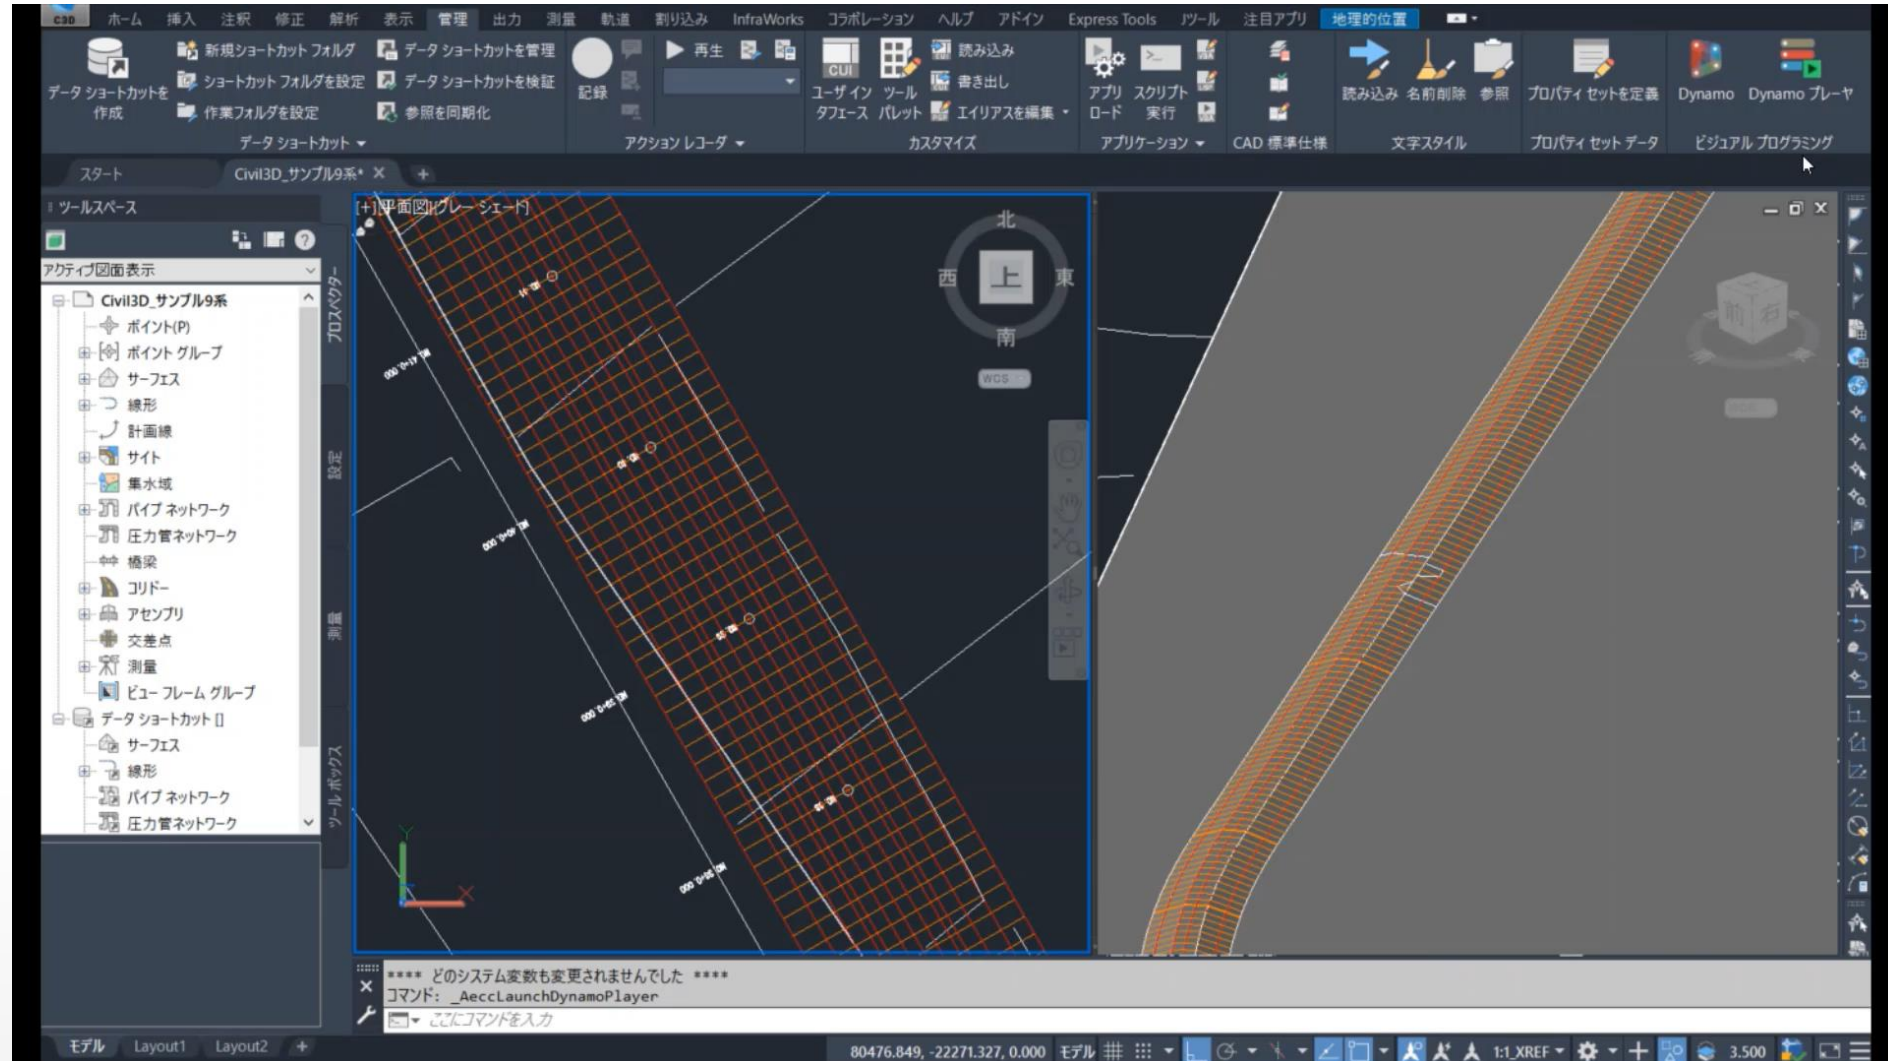 C3D ホーム 挿入 注釈 修正 解析 表示 管理 出力 測量 軌道 割り込み InfraWorks コラボレーション ヘルプ アドイン Express Tools Jツール 注目アプリ 地理的位置
データ ショートカットを
作成
新規ショートカット フォルダ
ショートカット フォルダを設定
作業フォルダを設定
データ ショートカットを管理
データ ショートカットを検証
参照を同期化
データ ショートカット
記録
再生
アクション レコーダ
CUI
ユーザ イン
タフェース
ツール
パレット
読み込み
書き出し
エイリアスを編集
カスタマイズ
アプリ
ロード
スクリプト
実行
アプリケーション
CAD 標準仕様
読み込み 名前削除 参照
文字スタイル
プロパティ セットを定義
プロパティ セット データ
Dynamo Dynamo プレーヤ
ビジュアル プログラミング
スタート Civil3D_サンプル9系* × +
ツールスペース
アクティブ図面表示
Civil3D_サンプル9系
ポイント(P)
ポイント グループ
サーフェス
線形
計画線
サイト
集水域
パイプ ネットワーク
圧力管ネットワーク
橋梁
コリドー
アセンブリ
交差点
測量
ビュー フレーム グループ
データ ショートカット []
サーフェス
線形
パイプ ネットワーク
圧力管ネットワーク
プロスペクター
設定
測量
ツール ボックス
[+][平面図][グレー シェード]
北
西 上 東
南
WCS
前 右
**** どのシステム変数も変更されませんでした ****
コマンド: _AeccLaunchDynamoPlayer
ここにコマンドを入力
モデル Layout1 Layout2 +
80476.849, -22271.327, 0.000 モデル 1:1_XREF 3.500